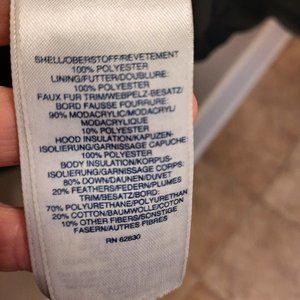 SHELL/OBERSTOFF/REVETEMENT
100% POLYESTER
LINING/FUTTER/DOUBLURE:
100% POLYESTER
FAUX FUR TRIM/WEBPELZ-BESATZ/
BORD FAUSSE FOURRURE:
90% MODACRYLIC/MODACRYL/
MODACRYLIQUE
10% POLYESTER
HOOD INSULATION/KAPUZEN-
ISOLIERUNG/GARNISSAGE CAPUCHE:
100% POLYESTER
BODY INSULATION/KORPUS-
ISOLIERUNG/GARNISSAGE CORPS:
80% DOWN/DAUNEN/DUVET
20% FEATHERS/FEDERN/PLUMES
TRIM/BESATZ/BORD:
70% POLYURETHANE/POLYURETHAN
20% COTTON/BAUMWOLLE/COTON
10% OTHER FIBERS/SONSTIGE
FASERN/AUTRES FIBRES
RN 62830